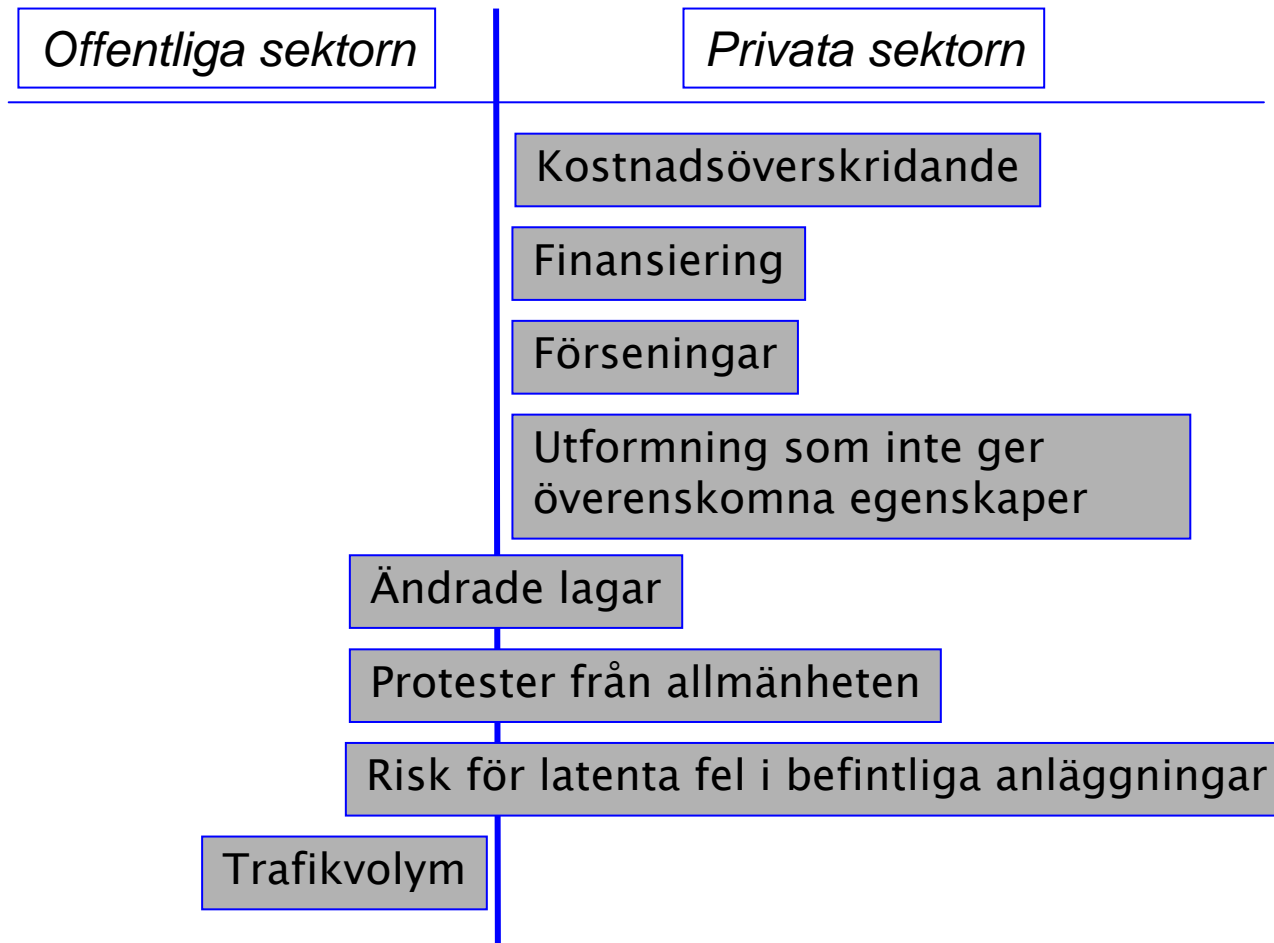 Offentliga sektorn
Privata sektorn
Kostnadsöverskridande
Finansiering
Förseningar
Utformning som inte ger
överenskomna egenskaper
Ändrade lagar
Protester från allmänheten
Risk för latenta fel i befintliga anläggningar
Trafikvolym